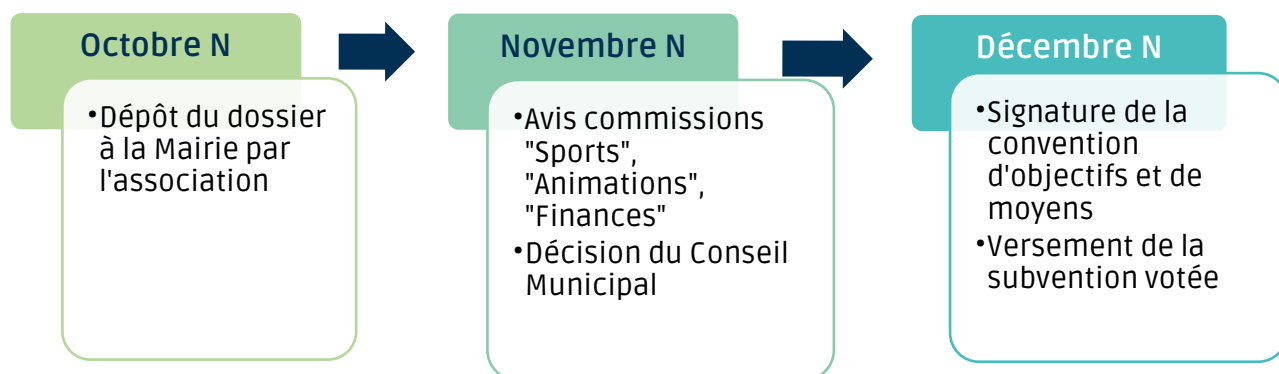 Octobre N
•Dépôt du dossier
à la Mairie par
l'association
Novembre N
•Avis commissions
"Sports",
"Animations",
"Finances"
•Décision du Conseil
Municipal
Décembre N
•Signature de la
convention
d'objectifs et de
moyens
•Versement de la
subvention votée